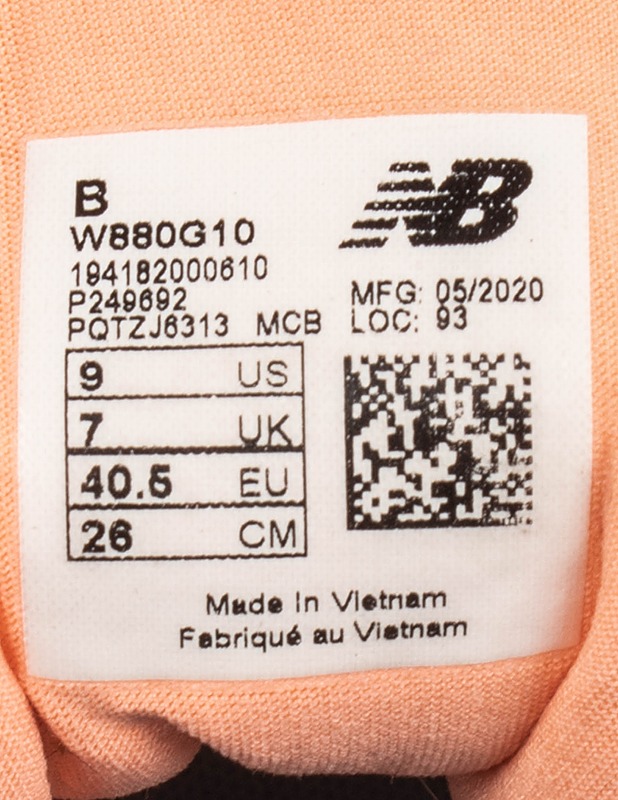 B
W880G10
194182000610
P249692
PQTZJ6313 MCB
NB
MFG: 05/2020
LOC: 93
9 US
7 UK
40.5 EU
26 CM
Made in Vietnam
Fabriqué au Vietnam